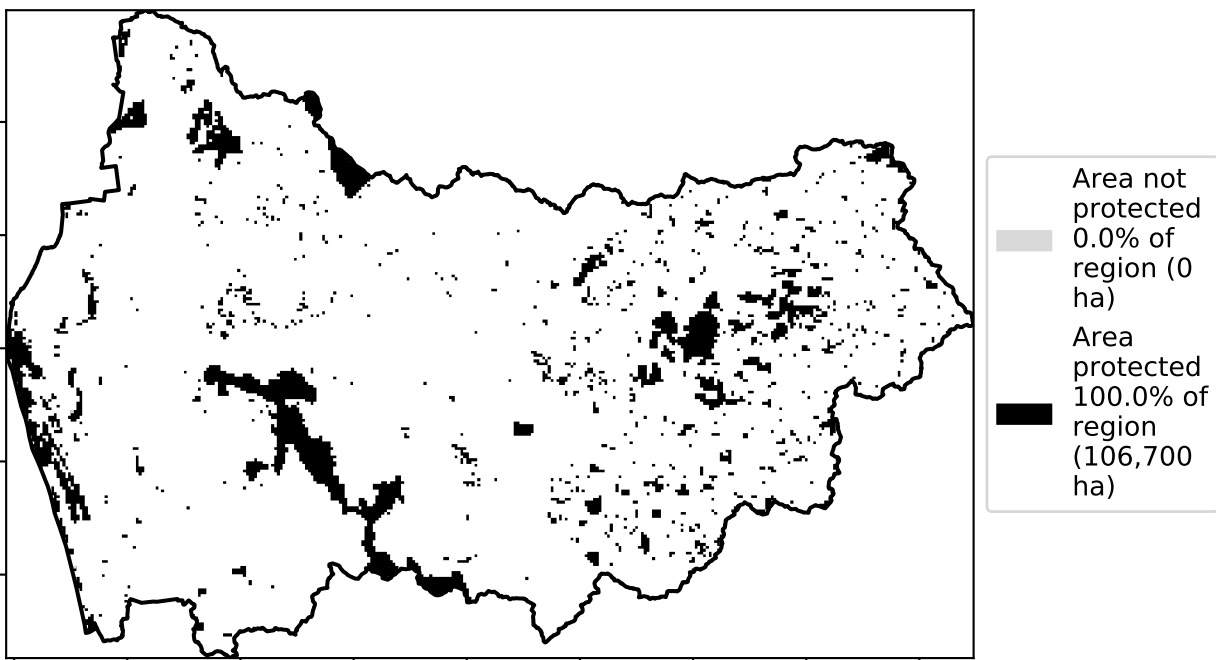 Area not
protected
0.0% of
region (0
ha)
Area
protected
100.0% of
region
(106,700
ha)